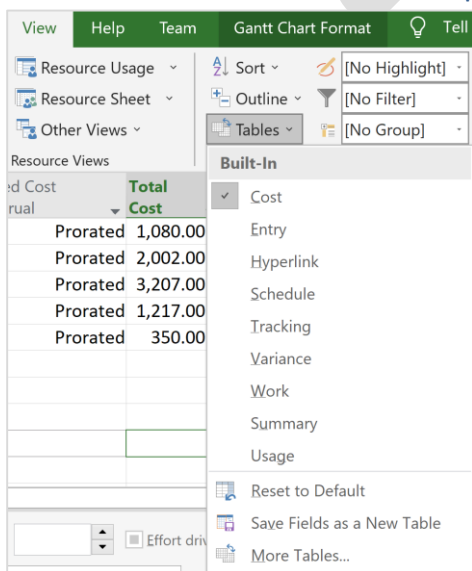 View Help Team Gantt Chart Format Tell
Resource Usage Sort [No Highlight]
Resource Sheet Outline [No Filter]
Other Views Tables [No Group]
Resource Views
ed Cost Total
rual Cost
Prorated 1,080.00
Prorated 2,002.00
Prorated 3,207.00
Prorated 1,217.00
Prorated 350.00
Built-In
Cost
Entry
Hyperlink
Schedule
Tracking
Variance
Work
Summary
Usage
Reset to Default
Save Fields as a New Table
More Tables...
Effort driv